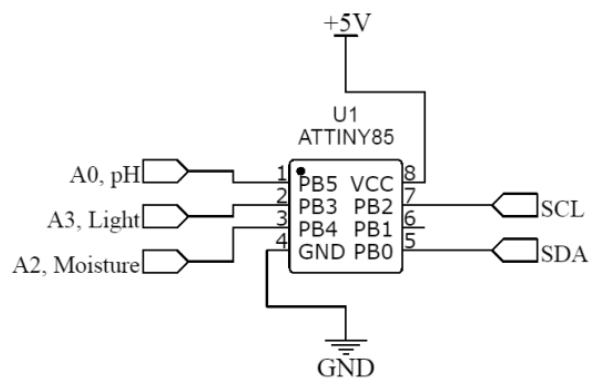 +5V
U1
ATTINY85
A0, pH
1
PB5
VCC
8
A3, Light
2
PB3
PB2
7
SCL
3
PB4
PB1
6
A2, Moisture
4
GND
PB0
5
SDA
GND